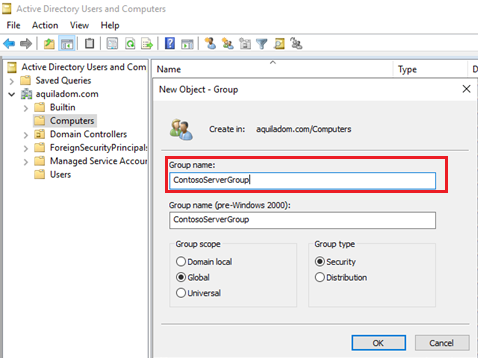 Active Directory Users and Computers
File Action View Help
Active Directory Users and Com
Saved Queries
aquiladom.com
Builtin
Computers
Domain Controllers
ForeignSecurityPrincipals
Managed Service Accou
Users
Name Type D
New Object - Group
Create in: aquiladom.com/Computers
Group name:
ContosoServerGroup
Group name (pre-Windows 2000):
ContosoServerGroup
Group scope
Domain local
Global
Universal
Group type
Security
Distribution
OK Cancel